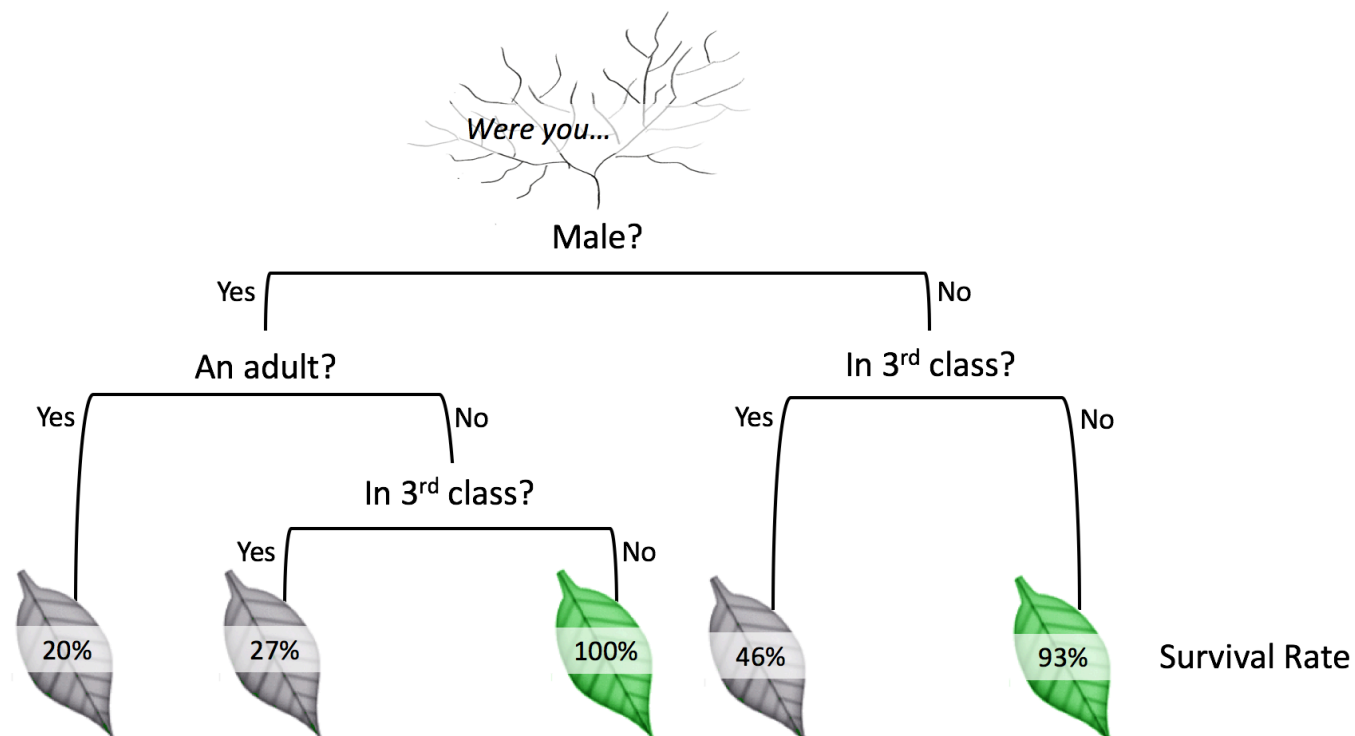 Were you...
Male?
Yes
No
An adult?
In 3rd class?
Yes
No
Yes
No
In 3rd class?
Yes
No
20%
27%
100%
46%
93%
Survival Rate